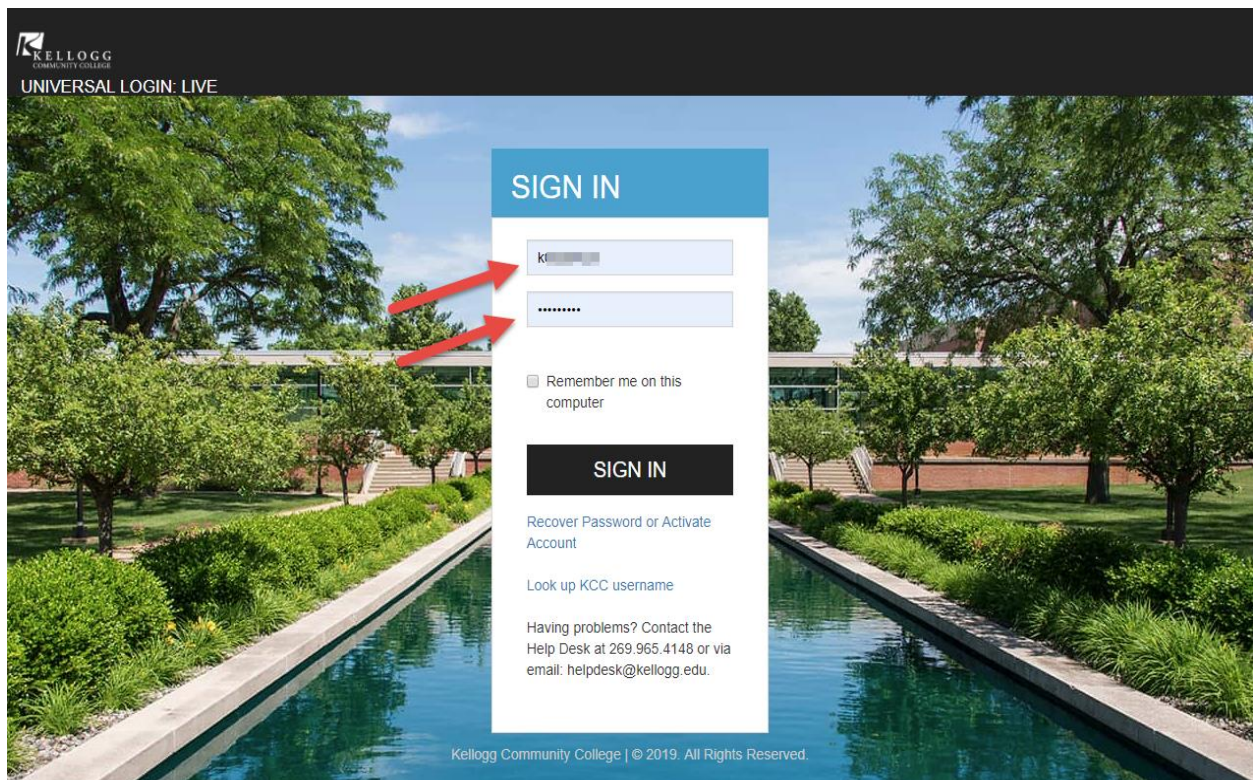 KELLOGG
COMMUNITY COLLEGE
UNIVERSAL LOGIN: LIVE
SIGN IN
Remember me on this
computer
SIGN IN
Recover Password or Activate
Account
Look up KCC username
Having problems? Contact the
Help Desk at 269.965.4148 or via
email: helpdesk@kellogg.edu.
Kellogg Community College | © 2019. All Rights Reserved.